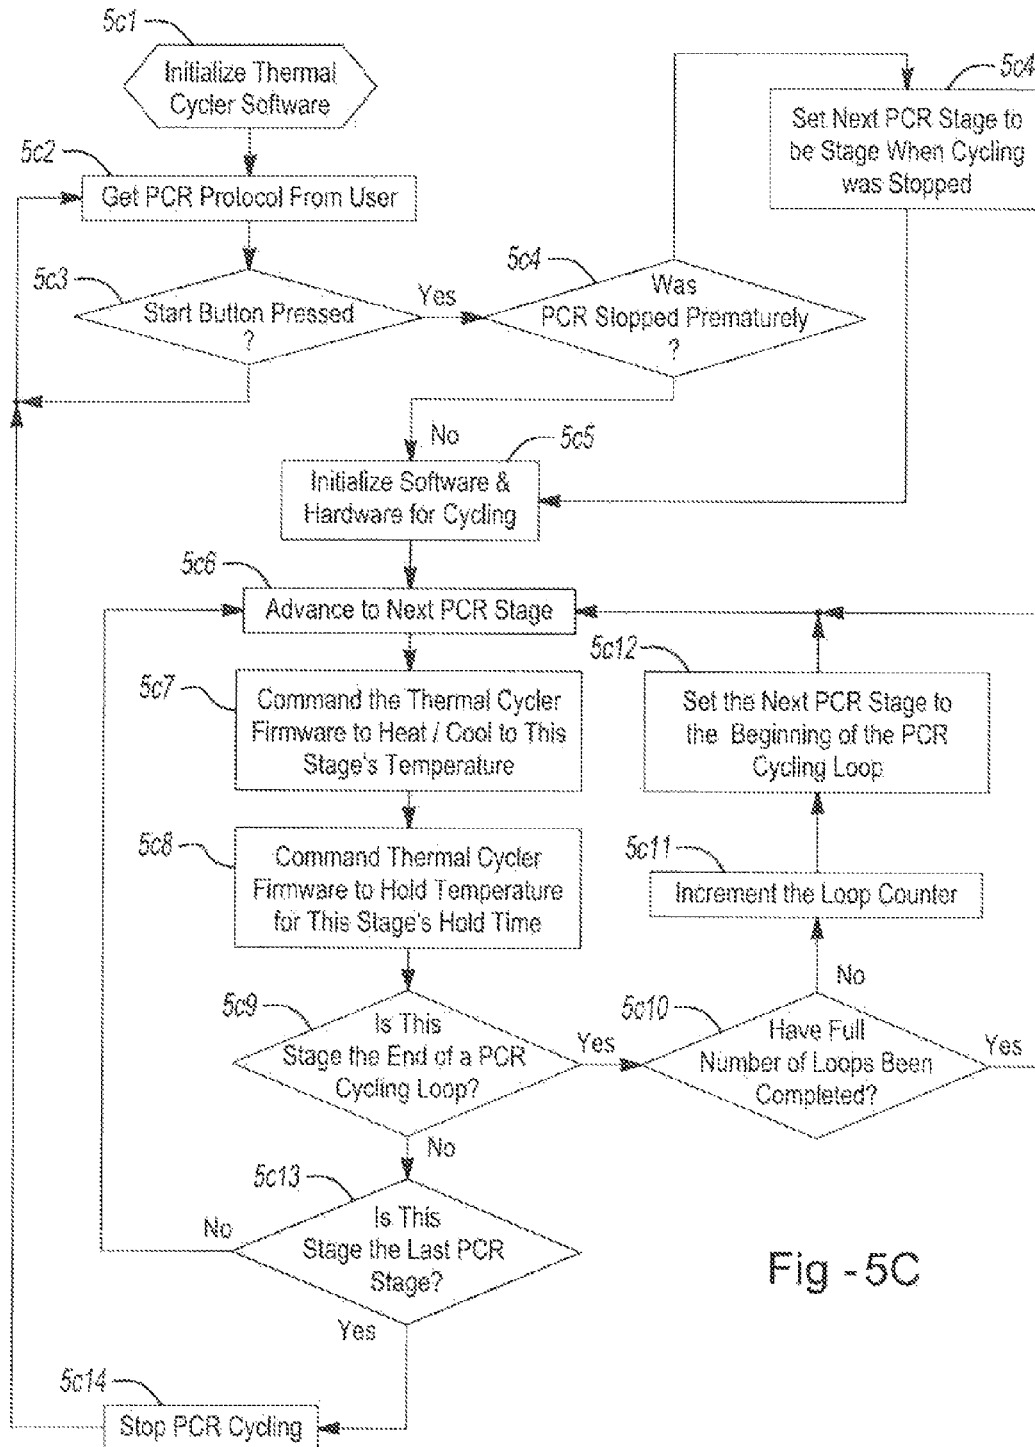 5c1
Initialize Thermal
Cycler Software
5c2
Get PCR Protocol From User
5c3
Start Button Pressed
?
Yes
5c4
Was
PCR Stopped Prematurely
?
5c4
Set Next PCR Stage to
be Stage When Cycling
was Stopped
No
5c5
Initialize Software &
Hardware for Cycling
5c6
Advance to Next PCR Stage
5c7
Command the Thermal Cycler
Firmware to Heat / Cool to This
Stage's Temperature
5c8
Command Thermal Cycler
Firmware to Hold Temperature
for This Stage's Hold Time
5c9
Is This
Stage the End of a PCR
Cycling Loop?
Yes
5c10
Have Full
Number of Loops Been
Completed?
Yes
No
5c11
Increment the Loop Counter
5c12
Set the Next PCR Stage to
the Beginning of the PCR
Cycling Loop
No
5c13
Is This
Stage the Last PCR
Stage?
No
Yes
5c14
Stop PCR Cycling
Fig - 5C